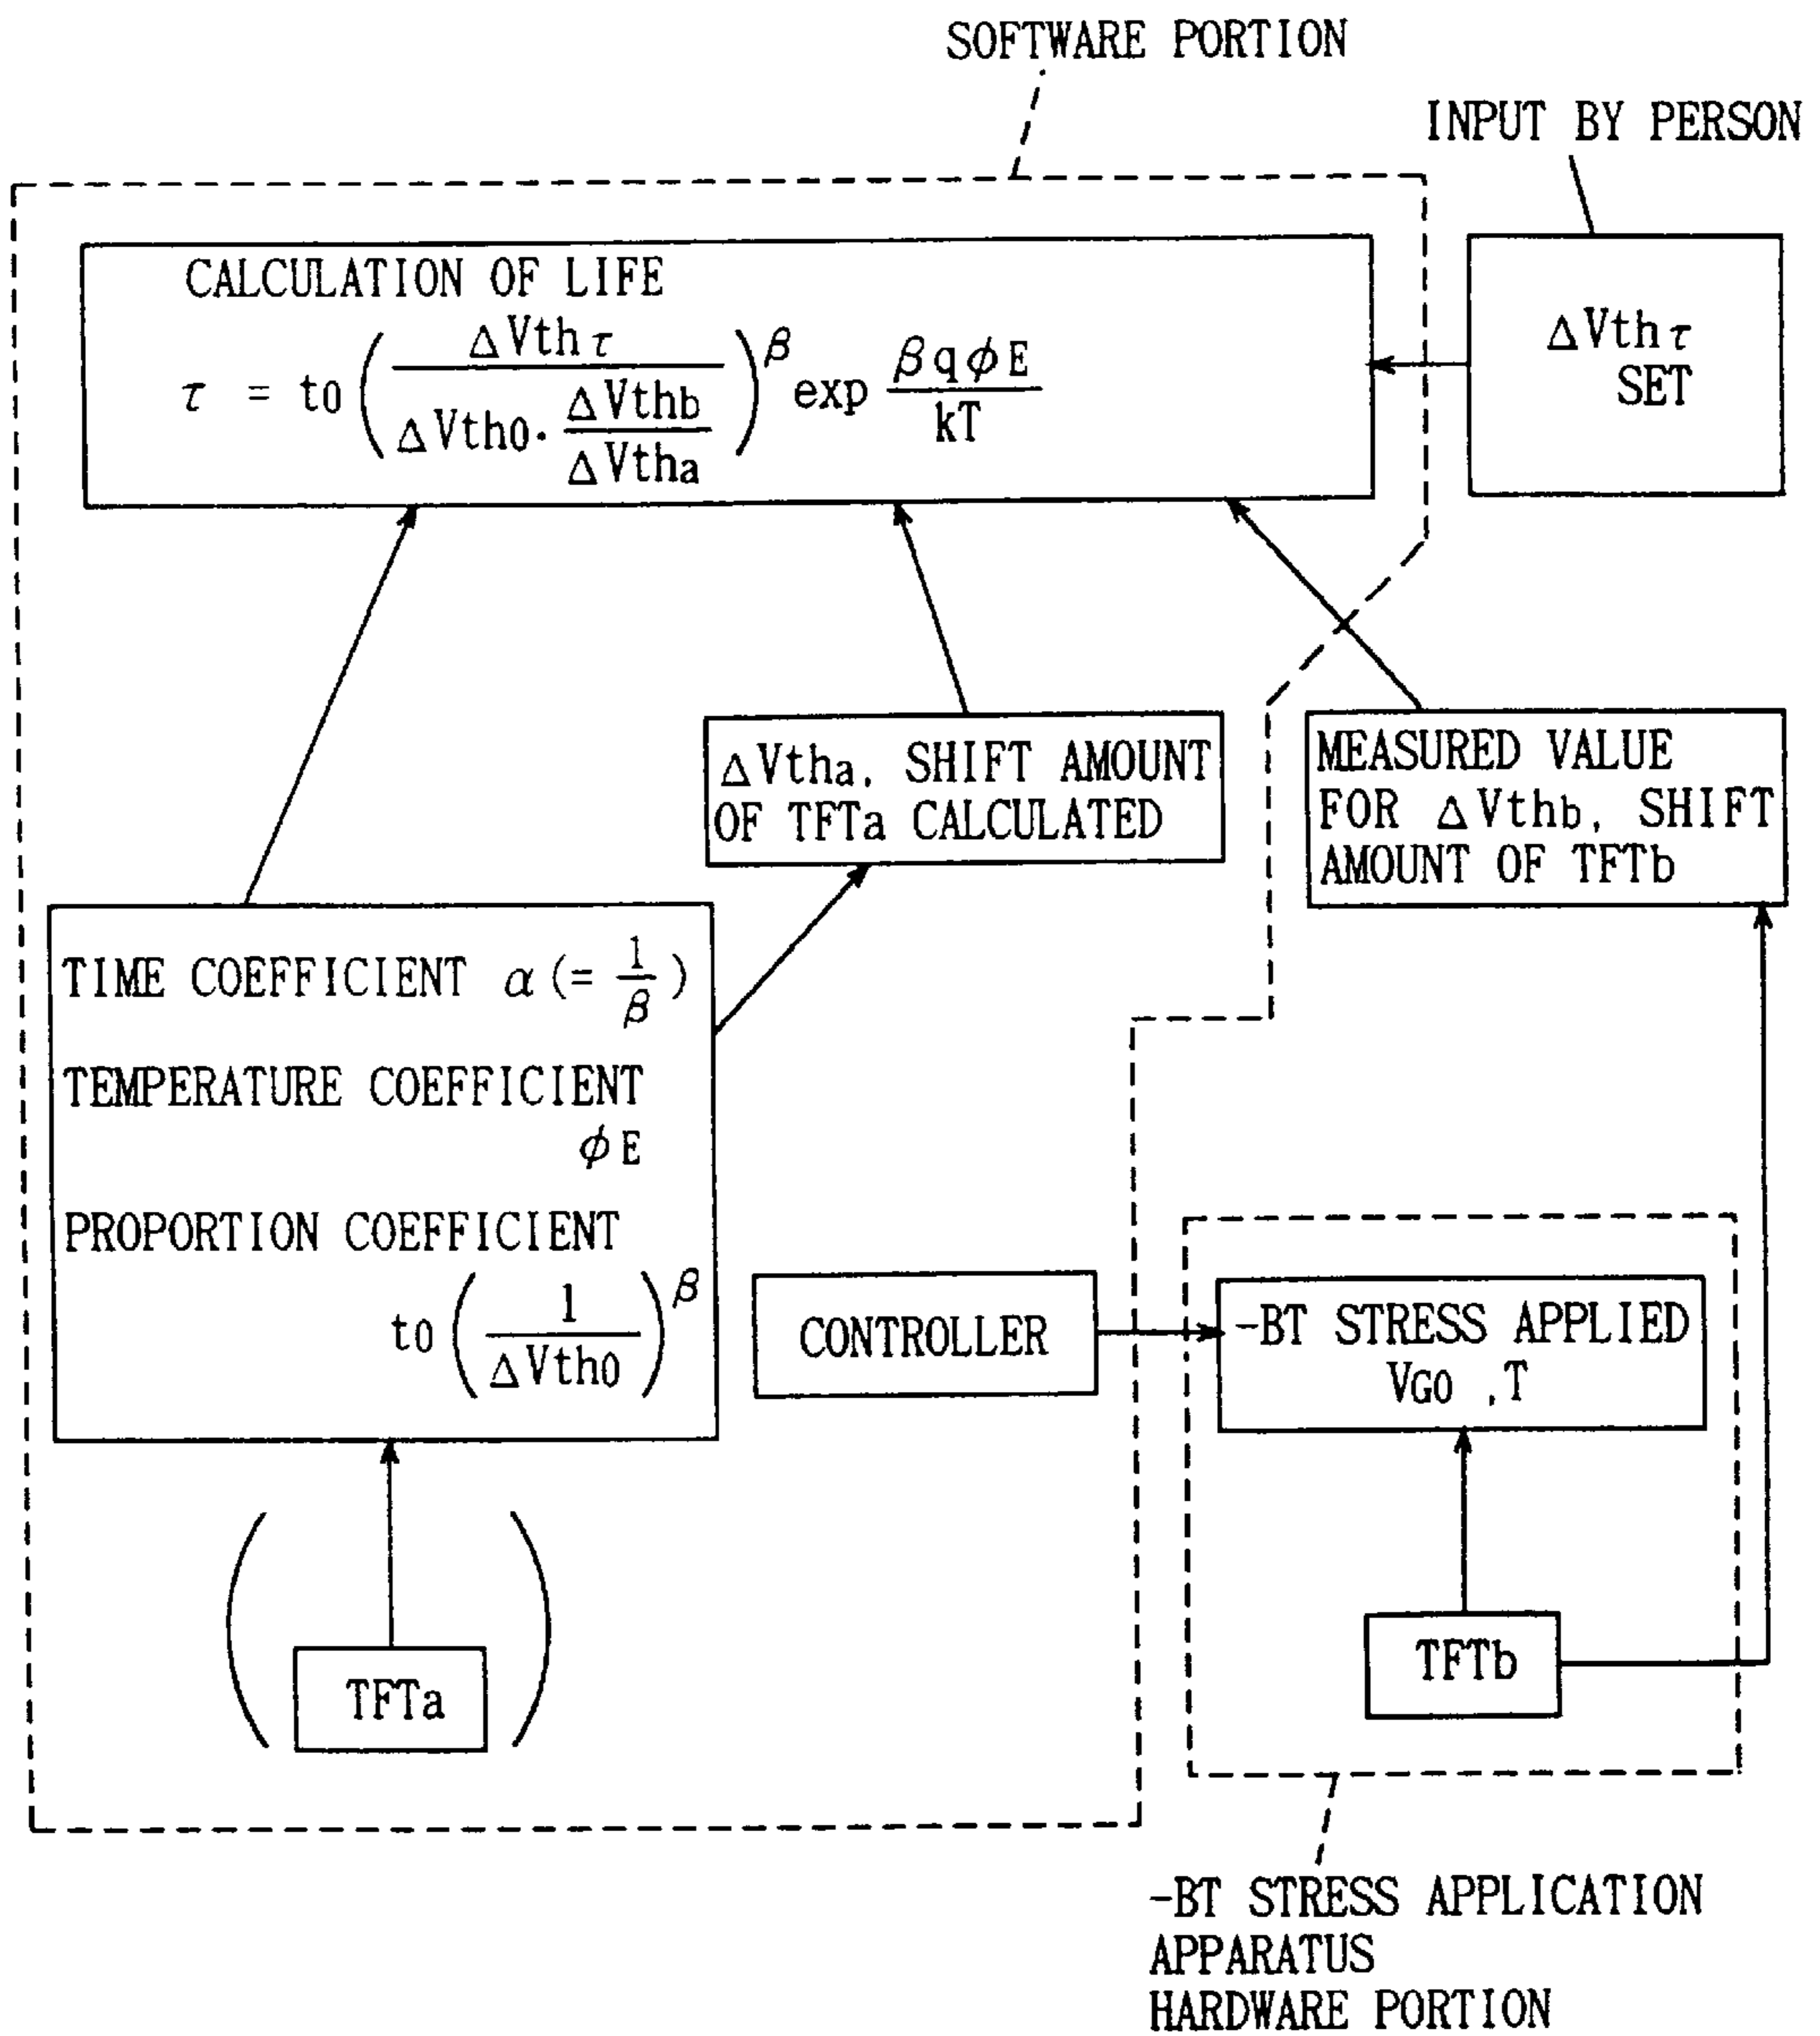 SOFTWARE PORTION
INPUT BY PERSON
CALCULATION OF LIFE
τ = t0 ( ΔVthτ / ( ΔVth0 · ΔVthb / ΔVtha ) )^β exp βqφE / kT
ΔVthτ
SET
ΔVtha, SHIFT AMOUNT
OF TFTa CALCULATED
MEASURED VALUE
FOR ΔVthb, SHIFT
AMOUNT OF TFTb
TIME COEFFICIENT α (= 1/β )
TEMPERATURE COEFFICIENT
φE
PROPORTION COEFFICIENT
t0 ( 1 / ΔVth0 )^β
CONTROLLER
-BT STRESS APPLIED
VG0 ,T
TFTa
TFTb
-BT STRESS APPLICATION
APPARATUS
HARDWARE PORTION